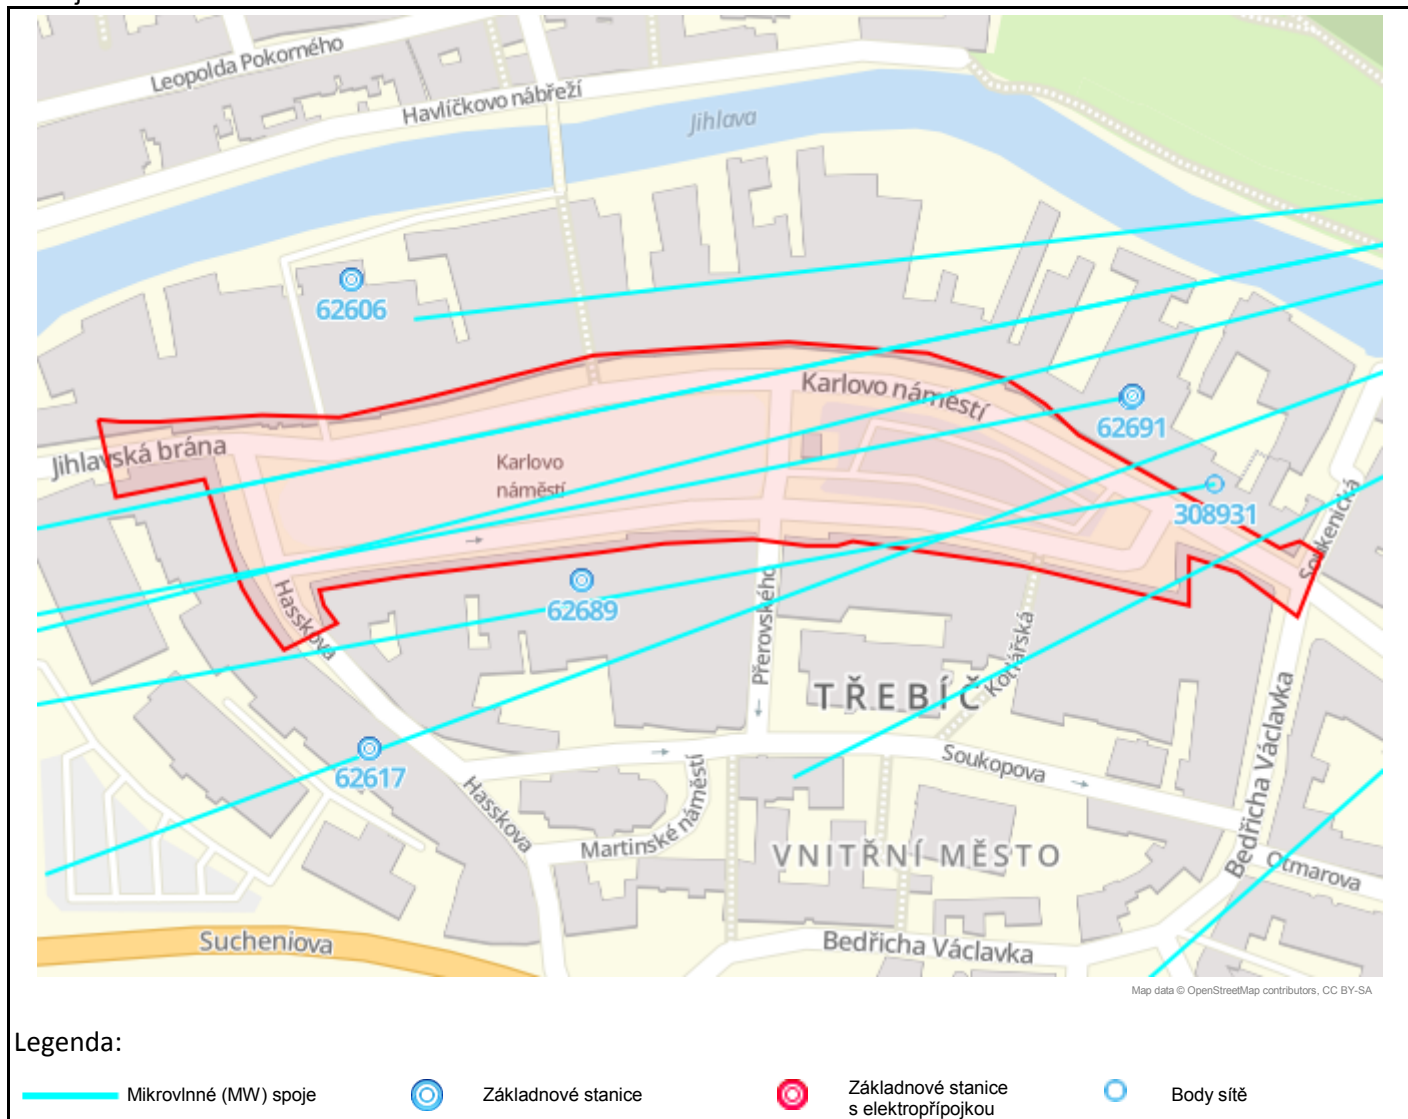 Leopolda Pokorného
Havlíčkovo nábřeží
Jihlava
62606
Karlovo náměstí
62691
Jihlavská brána
Karlovo
náměstí
308931
Soukenická
Hasskova
62689
Přerovského
Kotlářská
TŘEBÍČ
62617
Hasskova
Soukopova
Martinské náměstí
VNITŘNÍ MĚSTO
Bedřicha Václavka
Otmarova
Sucheniova
Bedřicha Václavka
Map data © OpenStreetMap contributors, CC BY-SA
Legenda:
Mikrovlnné (MW) spoje
Základnové stanice
Základnové stanice
s elektropřípojkou
Body sítě